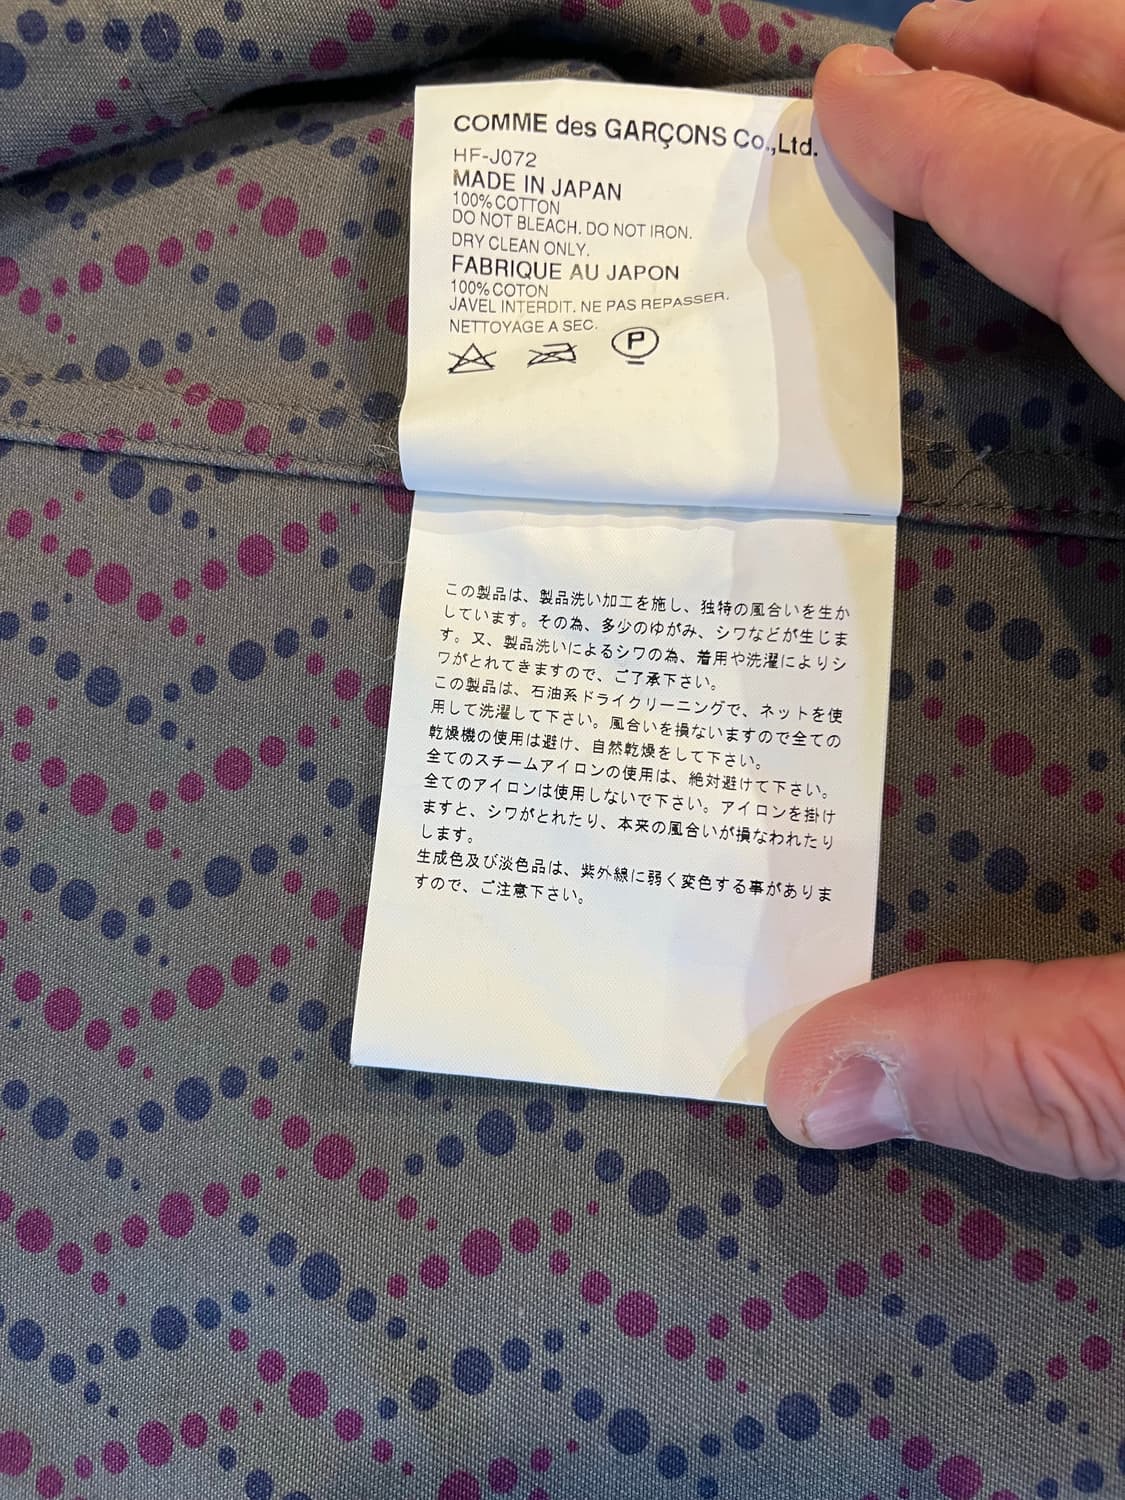 COMME des GARÇONS Co.,Ltd.
HF-J072
MADE IN JAPAN
100% COTTON
DO NOT BLEACH. DO NOT IRON.
DRY CLEAN ONLY.
FABRIQUE AU JAPON
100% COTON
JAVEL INTERDIT. NE PAS REPASSER.
NETTOYAGE A SEC.
P
この製品は、製品洗い加工を施し、独特の風合いを生か
しています。その為、多少のゆがみ、シワなどが生じま
す。又、製品洗いによるシワの為、着用や洗濯によりシ
ワがとれてきますので、ご了承下さい。
この製品は、石油系ドライクリーニングで、ネットを使
用して洗濯して下さい。風合いを損ないますので全ての
乾燥機の使用は避け、自然乾燥をして下さい。
全てのスチームアイロンの使用は、絶対避けて下さい。
全てのアイロンは使用しないで下さい。アイロンを掛け
ますと、シワがとれたり、本来の風合いが損なわれたり
します。
生成色及び淡色品は、紫外線に弱く変色する事がありま
すので、ご注意下さい。